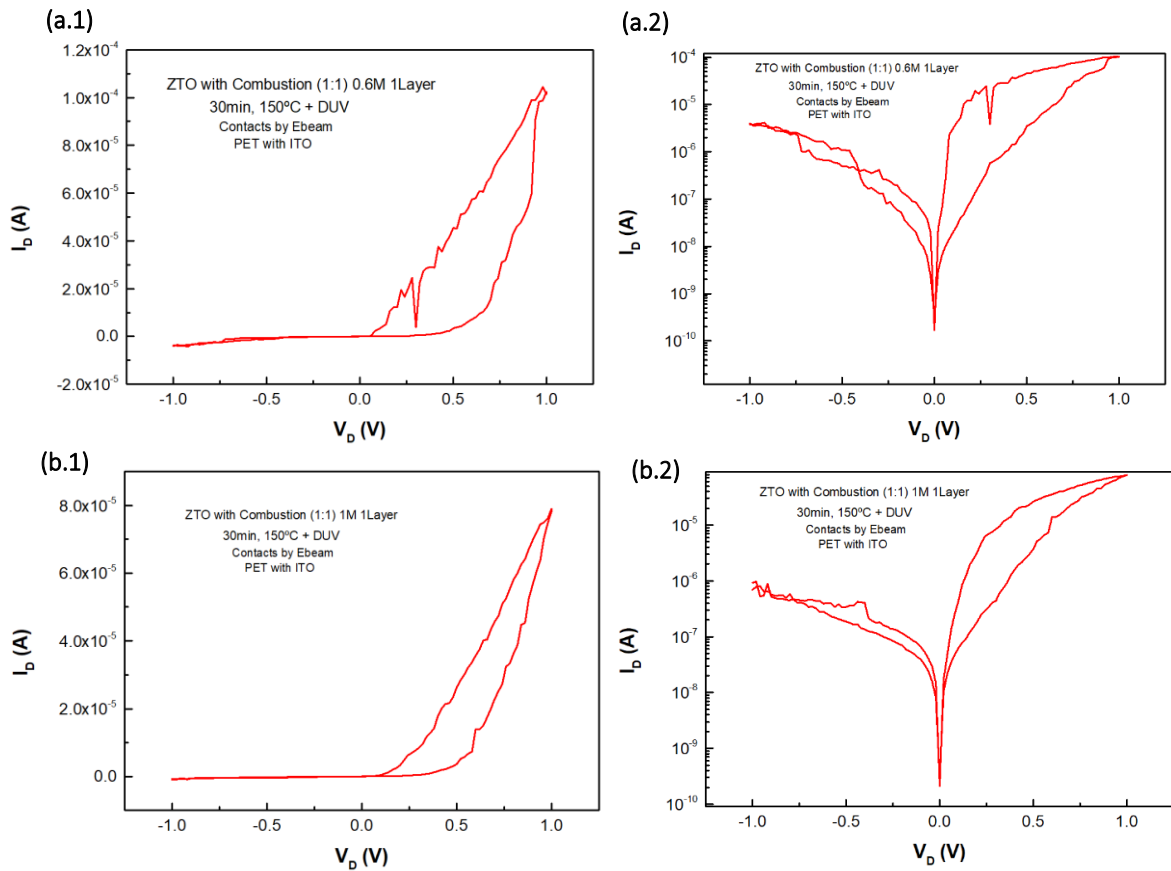 (a.1)
1.2x10⁻⁴
1.0x10⁻⁴
8.0x10⁻⁵
6.0x10⁻⁵
4.0x10⁻⁵
2.0x10⁻⁵
0.0
-2.0x10⁻⁵
I_D (A)
ZTO with Combustion (1:1) 0.6M 1Layer
30min, 150ºC + DUV
Contacts by Ebeam
PET with ITO
-1.0 -0.5 0.0 0.5 1.0
V_D (V)
(a.2)
10⁻⁴
10⁻⁵
10⁻⁶
10⁻⁷
10⁻⁸
10⁻⁹
10⁻¹⁰
I_D (A)
ZTO with Combustion (1:1) 0.6M 1Layer
30min, 150ºC + DUV
Contacts by Ebeam
PET with ITO
-1.0 -0.5 0.0 0.5 1.0
V_D (V)
(b.1)
8.0x10⁻⁵
6.0x10⁻⁵
4.0x10⁻⁵
2.0x10⁻⁵
0.0
I_D (A)
ZTO with Combustion (1:1) 1M 1Layer
30min, 150ºC + DUV
Contacts by Ebeam
PET with ITO
-1.0 -0.5 0.0 0.5 1.0
V_D (V)
(b.2)
10⁻⁵
10⁻⁶
10⁻⁷
10⁻⁸
10⁻⁹
10⁻¹⁰
I_D (A)
ZTO with Combustion (1:1) 1M 1Layer
30min, 150ºC + DUV
Contacts by Ebeam
PET with ITO
-1.0 -0.5 0.0 0.5 1.0
V_D (V)